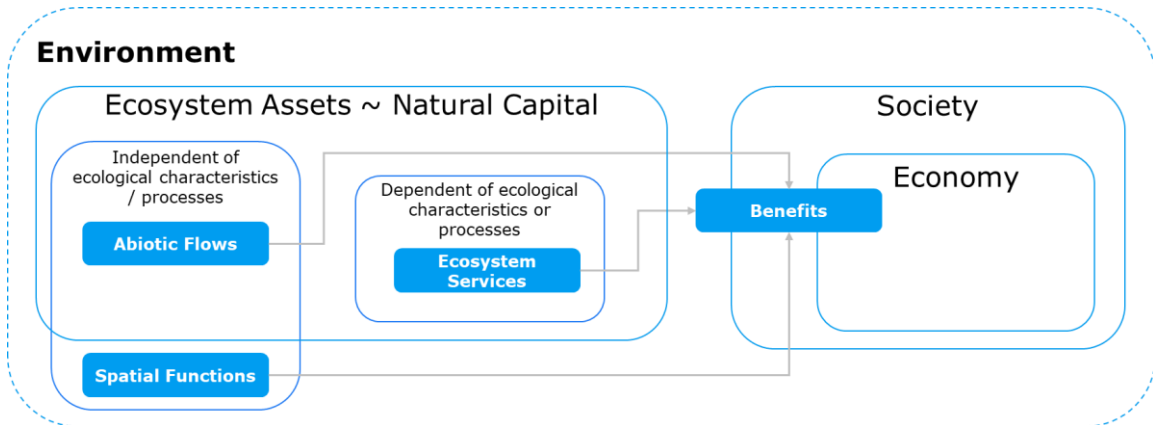 Environment
Ecosystem Assets ~ Natural Capital
Independent of
ecological characteristics
/ processes
Abiotic Flows
Dependent of ecological
characteristics or
processes
Ecosystem
Services
Spatial Functions
Society
Economy
Benefits